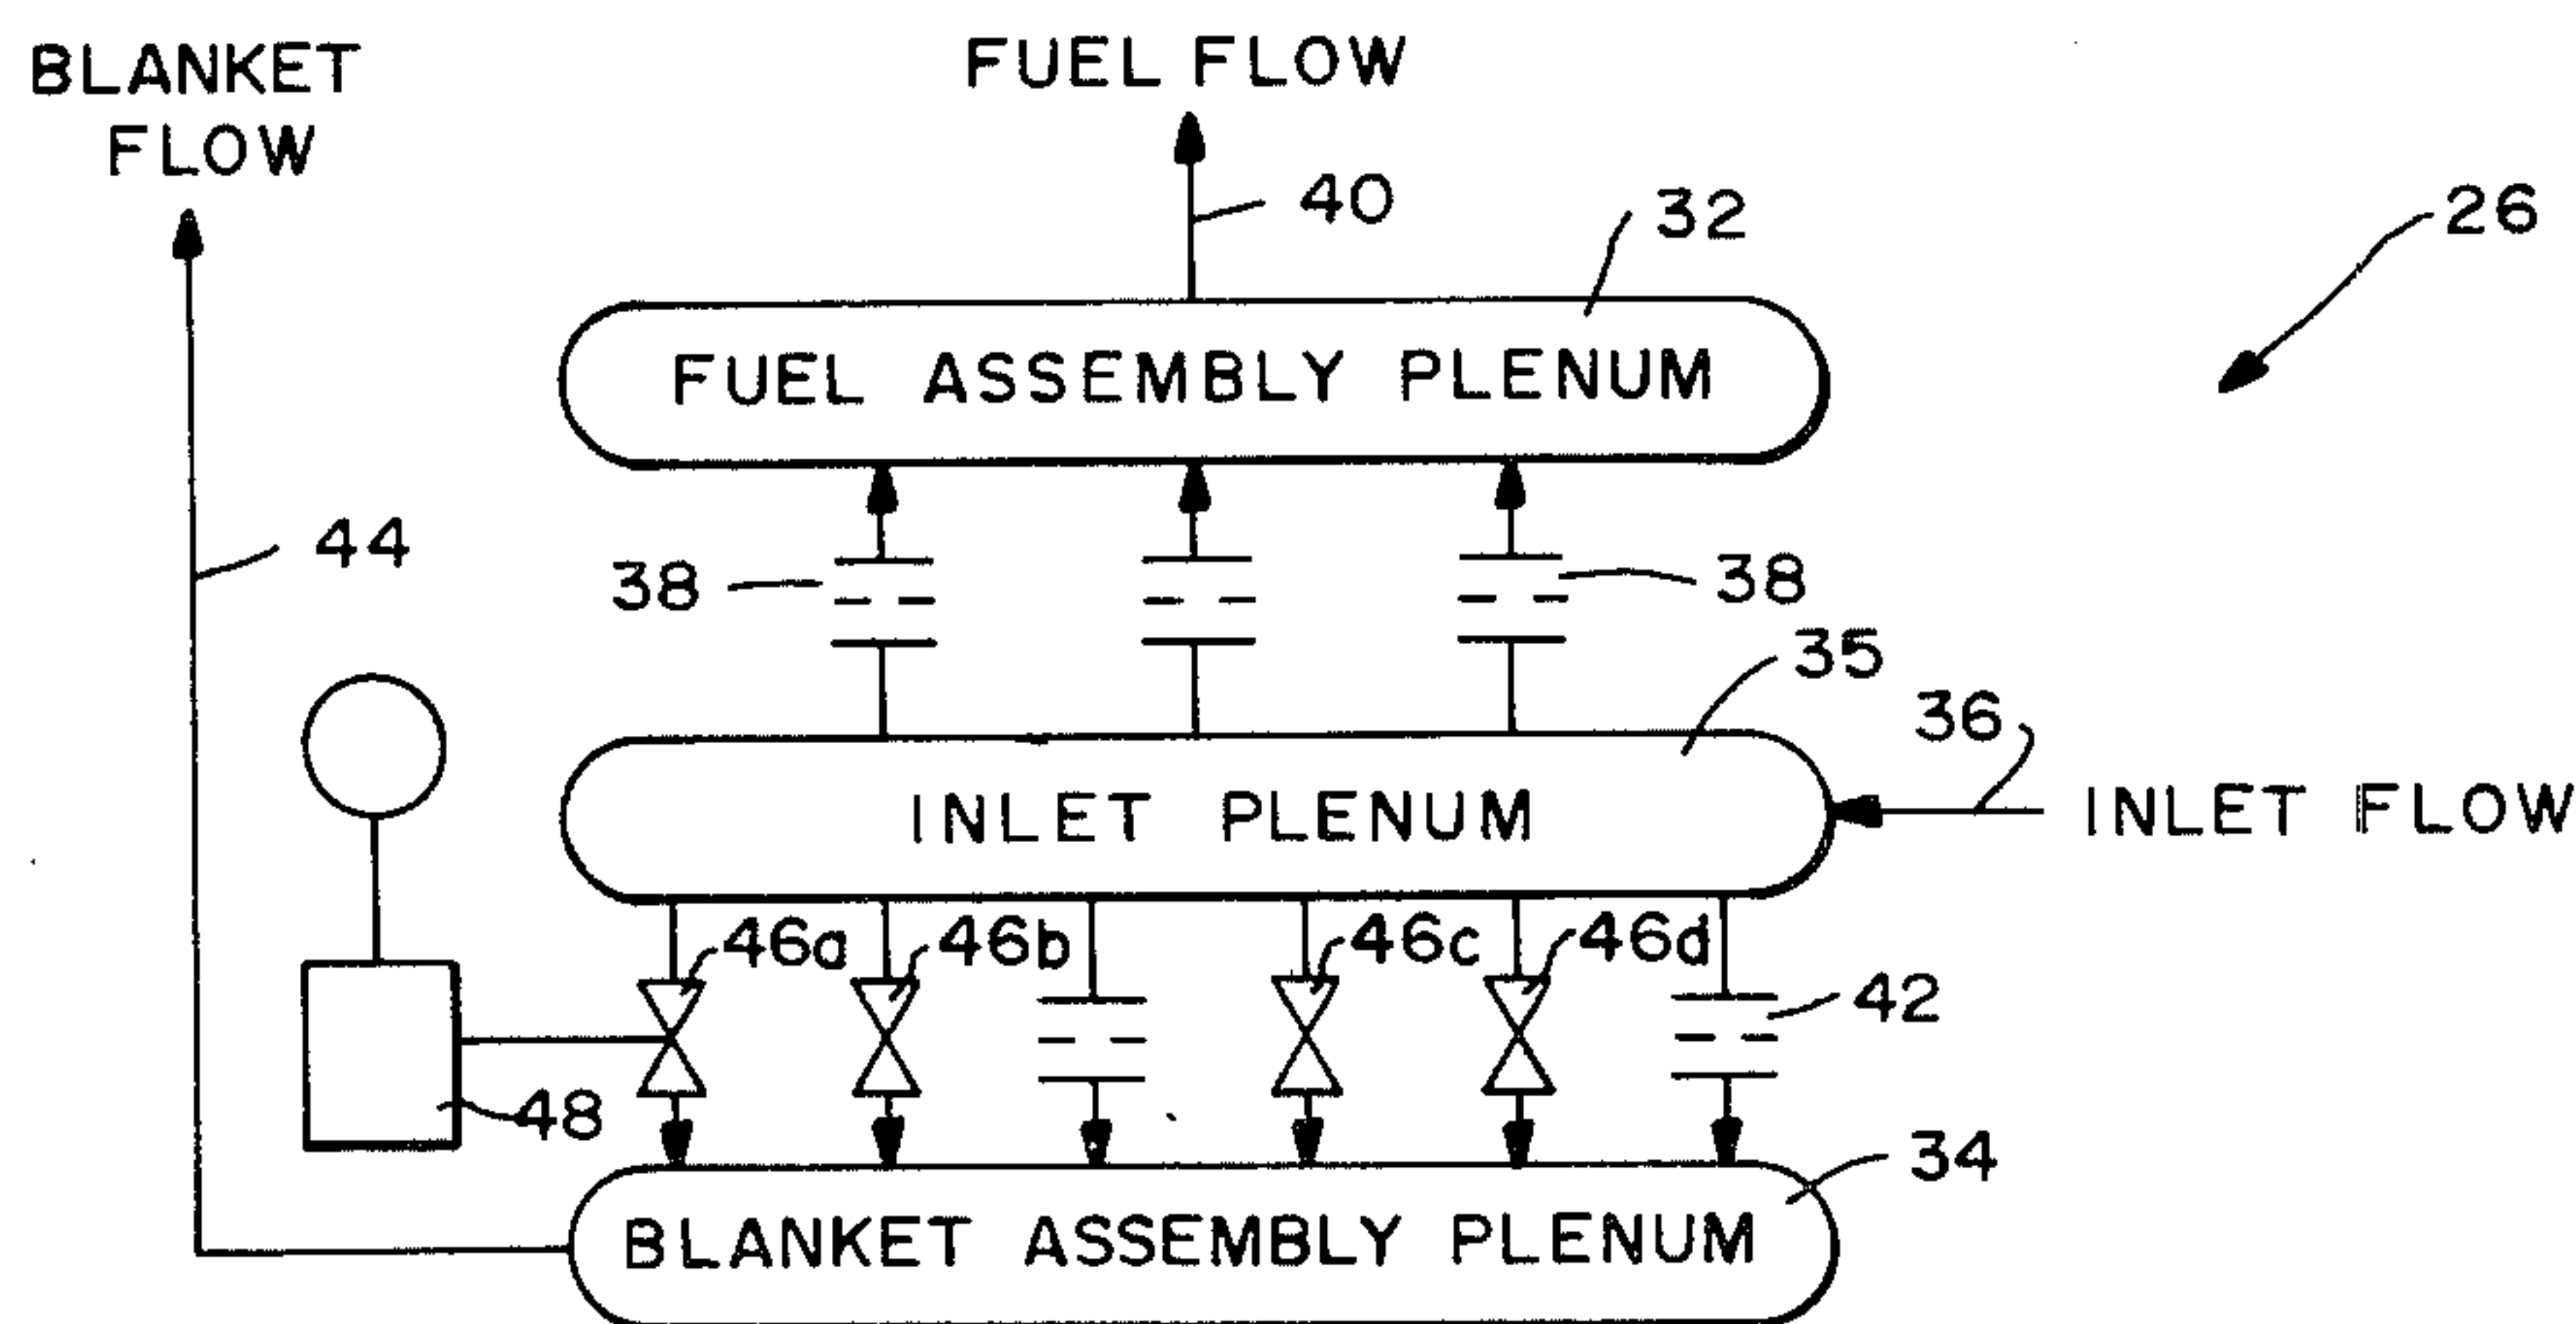 BLANKET
FLOW
FUEL FLOW
40
32
26
FUEL ASSEMBLY PLENUM
44
38
38
35
36
INLET PLENUM
INLET FLOW
46a
46b
46c
46d
42
48
34
BLANKET ASSEMBLY PLENUM